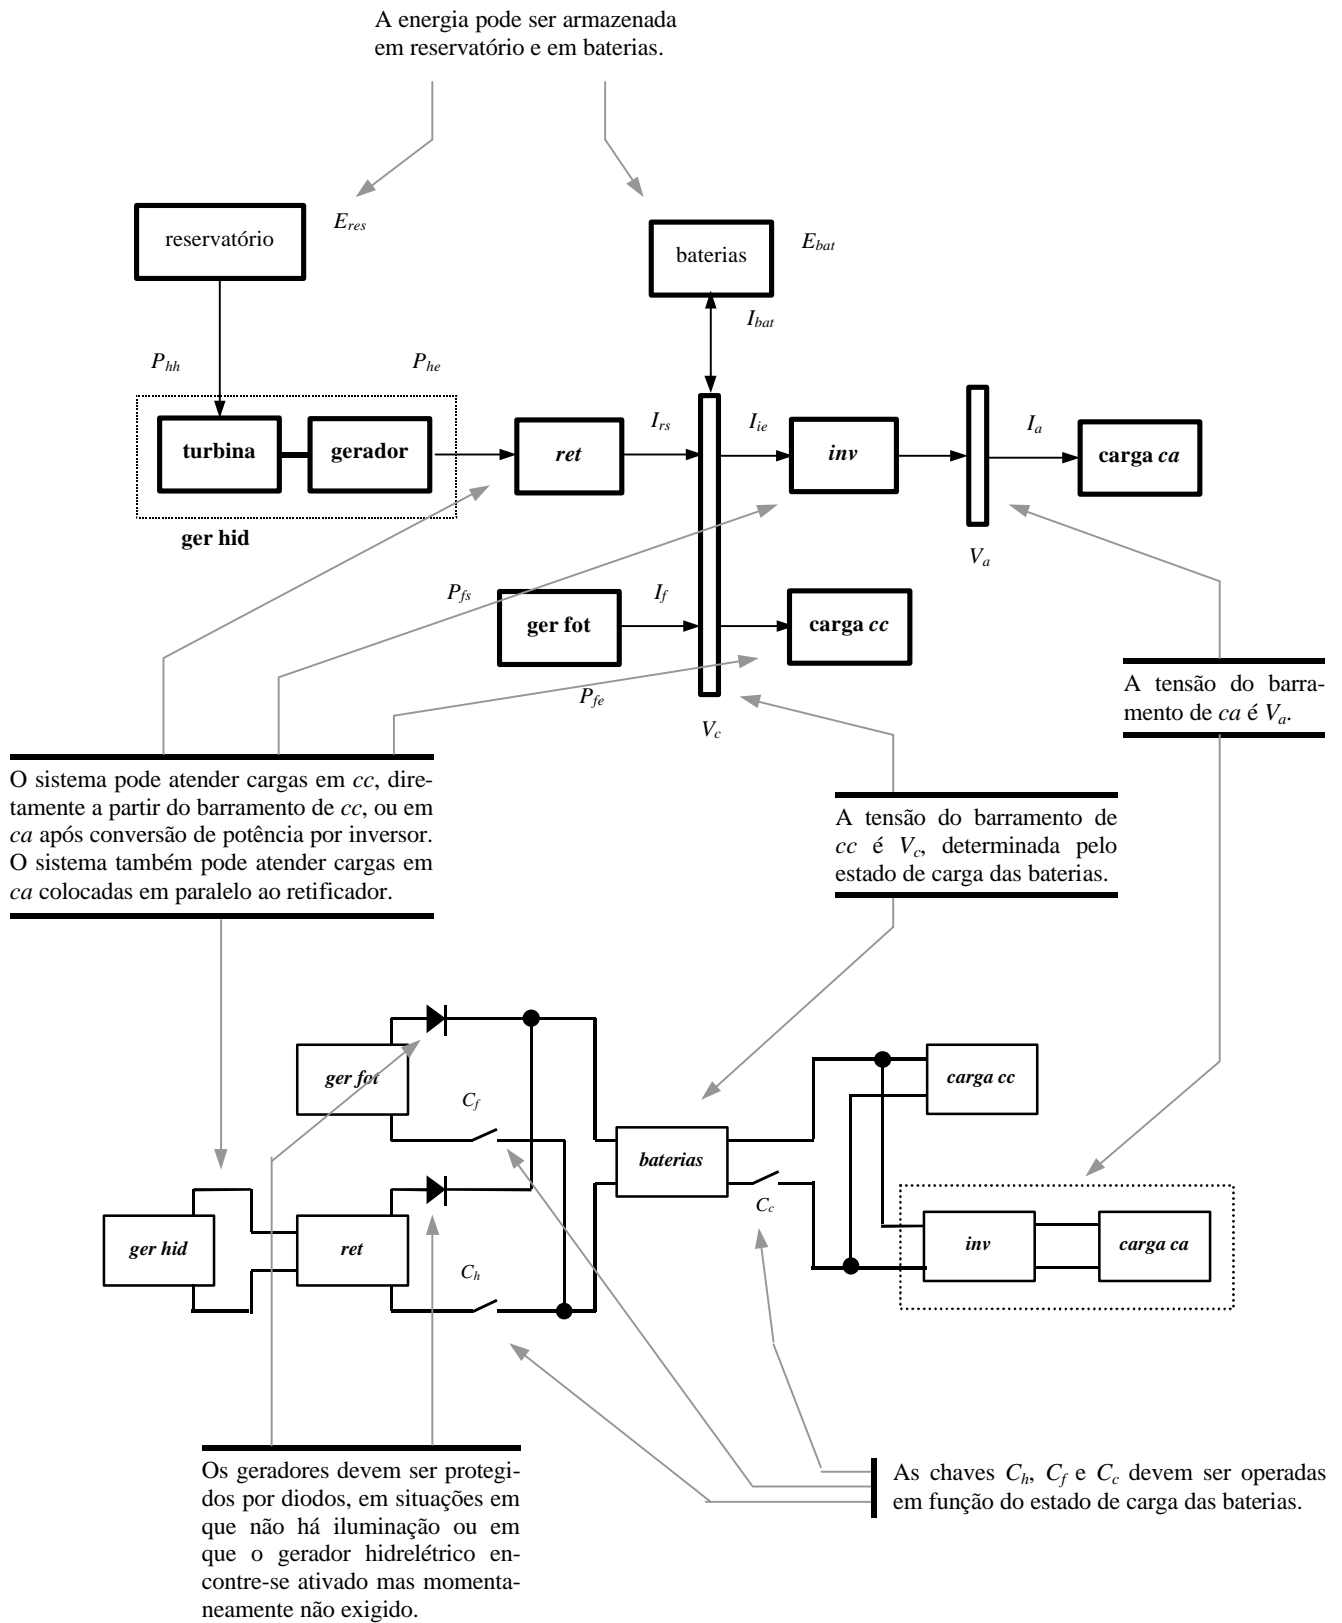 A energia pode ser armazenada
em reservatório e em baterias.
reservatório
E_res
baterias
E_bat
I_bat
P_hh
P_he
turbina
gerador
ret
I_rs
I_ie
inv
I_a
carga ca
ger hid
V_a
P_fs
I_f
ger fot
carga cc
P_fe
V_c
A tensão do barra-
mento de ca é V_a.
O sistema pode atender cargas em cc, dire-
tamente a partir do barramento de cc, ou em
ca após conversão de potência por inversor.
O sistema também pode atender cargas em
ca colocadas em paralelo ao retificador.
A tensão do barramento de
cc é V_c, determinada pelo
estado de carga das baterias.
ger fot
carga cc
C_f
baterias
C_c
ger hid
ret
inv
carga ca
C_h
Os geradores devem ser protegi-
dos por diodos, em situações em
que não há iluminação ou em
que o gerador hidrelétrico en-
contre-se ativado mas momenta-
neamente não exigido.
As chaves C_h, C_f e C_c devem ser operadas
em função do estado de carga das baterias.